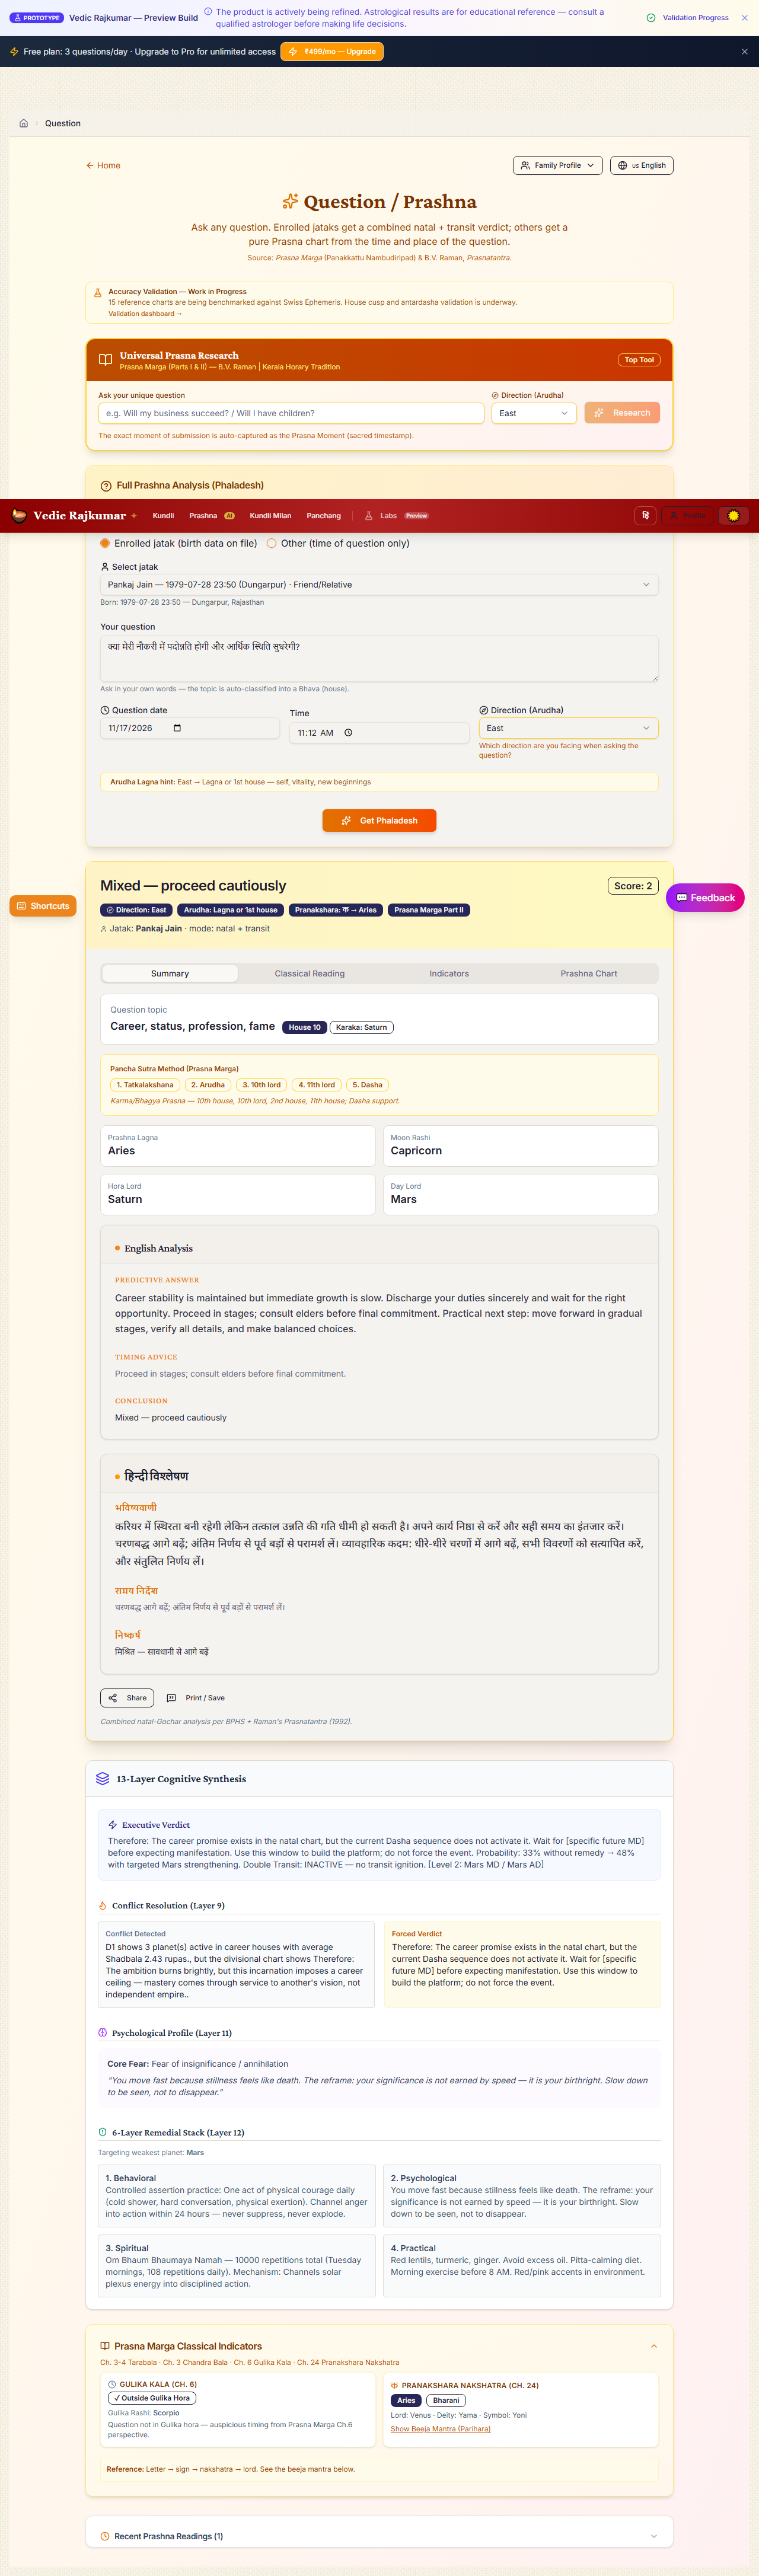 PROTOTYPE Vedic Rajkumar — Preview Build The product is actively being refined. Astrological results are for educational reference — consult a
qualified astrologer before making life decisions. Validation Progress
Free plan: 3 questions/day · Upgrade to Pro for unlimited access ₹499/mo — Upgrade
Question
Home Family Profile US English
Question / Prashna
Ask any question. Enrolled jataks get a combined natal + transit verdict; others get a
pure Prasna chart from the time and place of the question.
Source: Prasna Marga (Panakkattu Nambudiripad) & B.V. Raman, Prasnatantra.
Accuracy Validation — Work in Progress
15 reference charts are being benchmarked against Swiss Ephemeris. House cusp and antardasha validation is underway.
Validation dashboard →
Universal Prasna Research
Prasna Marga (Parts I & II) — B.V. Raman | Kerala Horary Tradition
Top Tool
Ask your unique question Direction (Arudha)
e.g. Will my business succeed? / Will I have children? East Research
The exact moment of submission is auto-captured as the Prasna Moment (sacred timestamp).
Full Prashna Analysis (Phaladesh)
Vedic Rajkumar Kundli Prashna AI Kundli Milan Panchang Labs Preview हिं Profile
Enrolled jatak (birth data on file) Other (time of question only)
Select jatak
Pankaj Jain — 1979-07-28 23:50 (Dungarpur) · Friend/Relative
Born: 1979-07-28 23:50 — Dungarpur, Rajasthan
Your question
क्या मेरी नौकरी में पदोन्नति होगी और आर्थिक स्थिति सुधरेगी?
Ask in your own words — the topic is auto-classified into a Bhava (house).
Question date Time Direction (Arudha)
11/17/2026 11:12 AM East
Which direction are you facing when asking the
question?
Arudha Lagna hint: East → Lagna or 1st house — self, vitality, new beginnings
Get Phaladesh
Mixed — proceed cautiously Score: 2
Direction: East Arudha: Lagna or 1st house Pranakshara: क → Aries Prasna Marga Part II
Jatak: Pankaj Jain · mode: natal + transit
Shortcuts
Feedback
Summary Classical Reading Indicators Prashna Chart
Question topic
Career, status, profession, fame House 10 Karaka: Saturn
Pancha Sutra Method (Prasna Marga)
1. Tatkalakshana 2. Arudha 3. 10th lord 4. 11th lord 5. Dasha
Karma/Bhagya Prasna — 10th house, 10th lord, 2nd house, 11th house; Dasha support.
Prashna Lagna Moon Rashi
Aries Capricorn
Hora Lord Day Lord
Saturn Mars
English Analysis
PREDICTIVE ANSWER
Career stability is maintained but immediate growth is slow. Discharge your duties sincerely and wait for the right
opportunity. Proceed in stages; consult elders before final commitment. Practical next step: move forward in gradual
stages, verify all details, and make balanced choices.
TIMING ADVICE
Proceed in stages; consult elders before final commitment.
CONCLUSION
Mixed — proceed cautiously
हिन्दी विश्लेषण
भविष्यवाणी
करियर में स्थिरता बनी रहेगी लेकिन तत्काल उन्नति की गति धीमी हो सकती है। अपने कार्य निष्ठा से करें और सही समय का इंतजार करें।
चरणबद्ध आगे बढ़ें; अंतिम निर्णय से पूर्व बड़ों से परामर्श लें। व्यावहारिक कदम: धीरे-धीरे चरणों में आगे बढ़ें, सभी विवरणों को सत्यापित करें,
और संतुलित निर्णय लें।
समय निर्देश
चरणबद्ध आगे बढ़ें; अंतिम निर्णय से पूर्व बड़ों से परामर्श लें।
निष्कर्ष
मिश्रित — सावधानी से आगे बढ़ें
Share Print / Save
Combined natal-Gochar analysis per BPHS + Raman's Prasnatantra (1992).
13-Layer Cognitive Synthesis
Executive Verdict
Therefore: The career promise exists in the natal chart, but the current Dasha sequence does not activate it. Wait for [specific future MD]
before expecting manifestation. Use this window to build the platform; do not force the event. Probability: 33% without remedy → 48%
with targeted Mars strengthening. Double Transit: INACTIVE — no transit ignition. [Level 2: Mars MD / Mars AD]
Conflict Resolution (Layer 9)
Conflict Detected
D1 shows 3 planet(s) active in career houses with average
Shadbala 2.43 rupas., but the divisional chart shows Therefore:
The ambition burns brightly, but this incarnation imposes a career
ceiling — mastery comes through service to another's vision, not
independent empire..
Forced Verdict
Therefore: The career promise exists in the natal chart, but the
current Dasha sequence does not activate it. Wait for [specific
future MD] before expecting manifestation. Use this window to
build the platform; do not force the event.
Psychological Profile (Layer 11)
Core Fear: Fear of insignificance / annihilation
"You move fast because stillness feels like death. The reframe: your significance is not earned by speed — it is your birthright. Slow down
to be seen, not to disappear."
6-Layer Remedial Stack (Layer 12)
Targeting weakest planet: Mars
1. Behavioral
Controlled assertion practice: One act of physical courage daily
(cold shower, hard conversation, physical exertion). Channel anger
into action within 24 hours — never suppress, never explode.
2. Psychological
You move fast because stillness feels like death. The reframe: your
significance is not earned by speed — it is your birthright. Slow
down to be seen, not to disappear.
3. Spiritual
Om Bhaum Bhaumaya Namah — 10000 repetitions total (Tuesday
mornings, 108 repetitions daily). Mechanism: Channels solar
plexus energy into disciplined action.
4. Practical
Red lentils, turmeric, ginger. Avoid excess oil. Pitta-calming diet.
Morning exercise before 8 AM. Red/pink accents in environment.
Prasna Marga Classical Indicators
Ch. 3-4 Tarabala · Ch. 3 Chandra Bala · Ch. 6 Gulika Kala · Ch. 24 Pranakshara Nakshatra
GULIKA KALA (CH. 6)
✓ Outside Gulika Hora
Gulika Rashi: Scorpio
Question not in Gulika hora — auspicious timing from Prasna Marga Ch.6
perspective.
PRANAKSHARA NAKSHATRA (CH. 24)
Aries Bharani
Lord: Venus · Deity: Yama · Symbol: Yoni
Show Beeja Mantra (Parihara)
Reference: Letter → sign → nakshatra → lord. See the beeja mantra below.
Recent Prashna Readings (1)